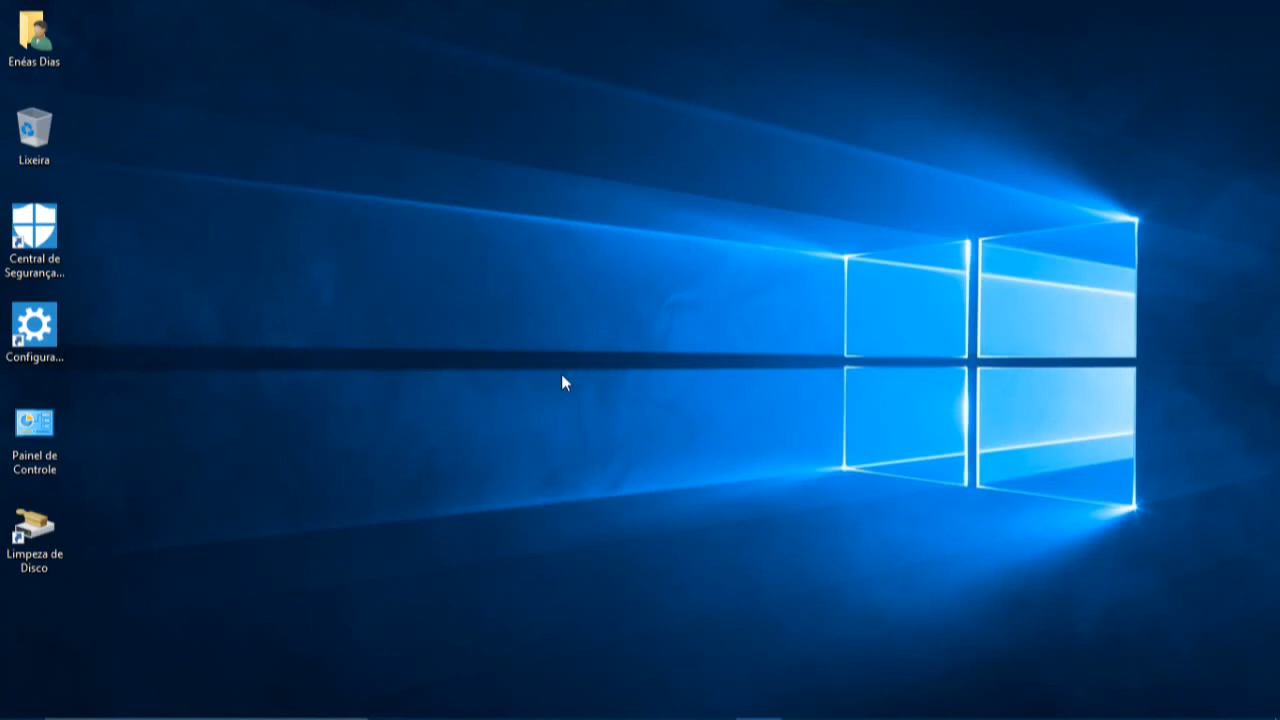 Enéas Dias
Lixeira
Central de
Segurança...
Configura...
Painel de
Controle
Limpeza de
Disco